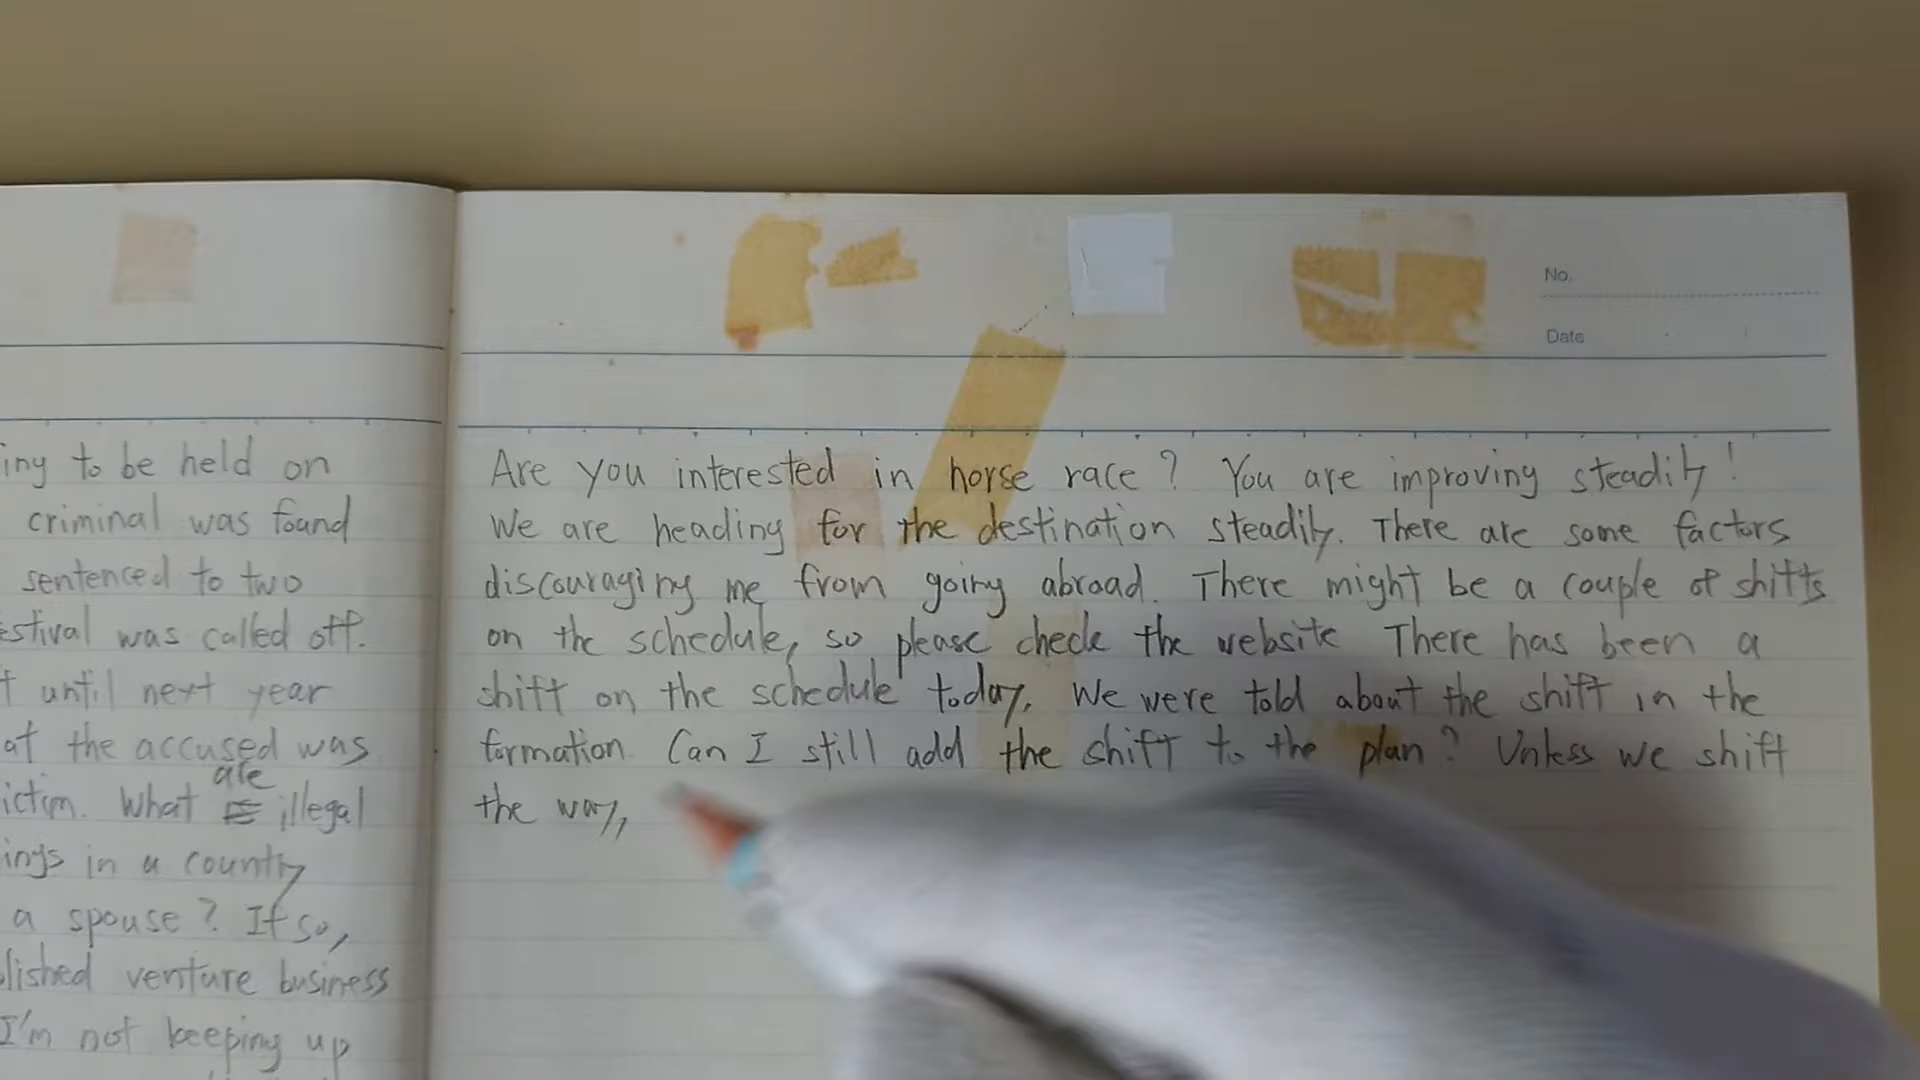 iny to be held on
criminal was found
sentenced to two
estival was called off.
t until next year
at the accused was
are
ictim. What illegal
ings in a country
a spouse? If so,
lished venture business
I'm not keeping up
No.
Date
Are you interested in horse race? You are improving steadily!
We are heading for the destination steadily. There are some factors
discouraging me from going abroad. There might be a couple of shifts
on the schedule, so please check the website There has been a
shift on the schedule today. We were told about the shift in the
formation. Can I still add the shift to the plan? Unless we shift
the way,